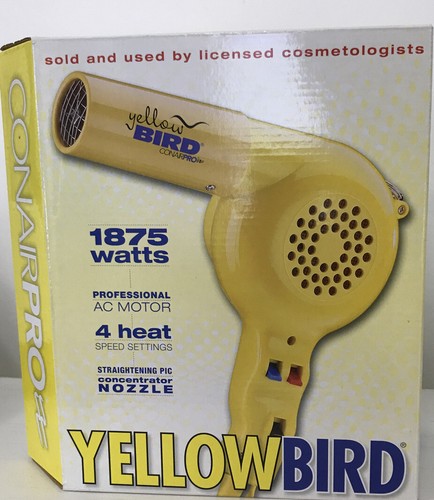 sold and used by licensed cosmetologists
yellow
BIRD®
CONAIRPRO
1875
watts
PROFESSIONAL
AC MOTOR
4 heat
SPEED SETTINGS
STRAIGHTENING PIC
concentrator
NOZZLE
YELLOWBIRD®
CONAIRPRO